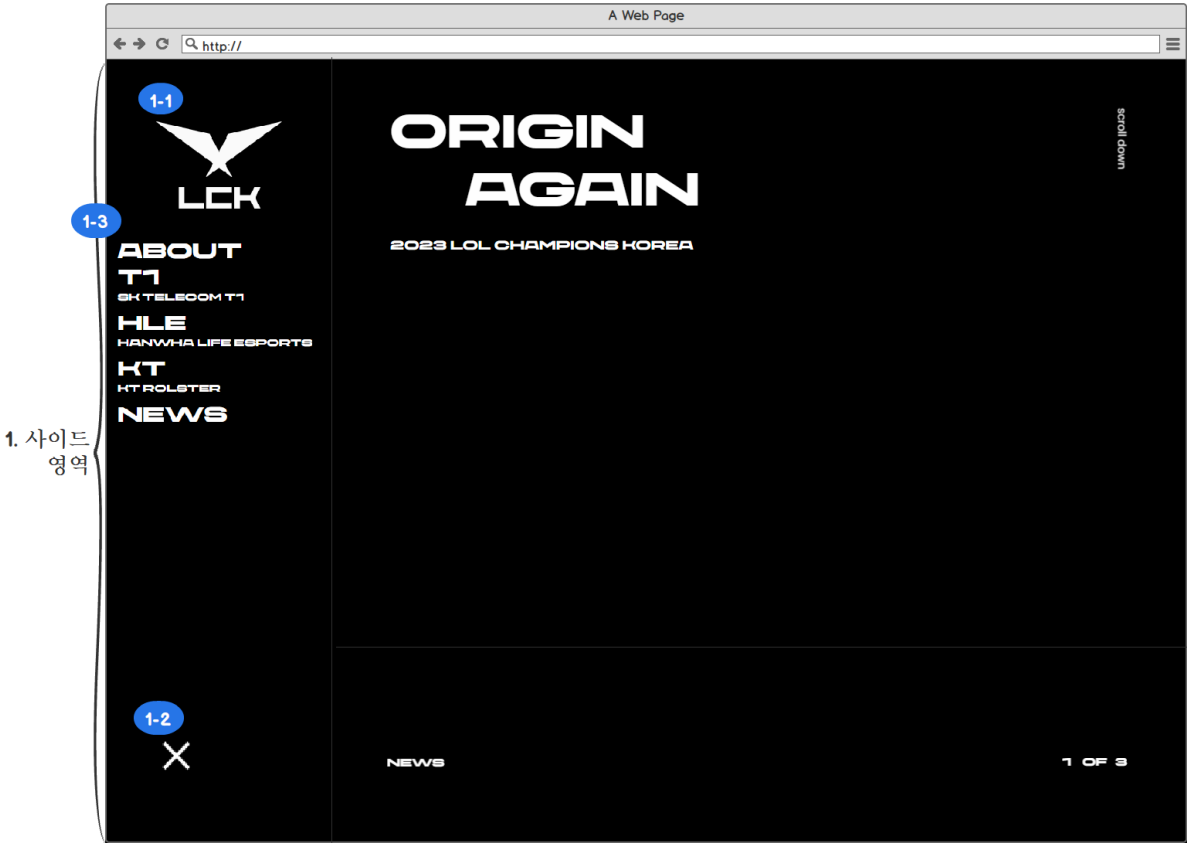 A Web Page
http://
1-1
LCK
1-3
ABOUT
T1
SK TELECOM T1
HLE
HANWHA LIFE ESPORTS
KT
KT ROLSTER
NEWS
1. 사이드
영역
1-2
ORIGIN
AGAIN
2023 LOL CHAMPIONS KOREA
scroll down
NEWS
1 OF 3